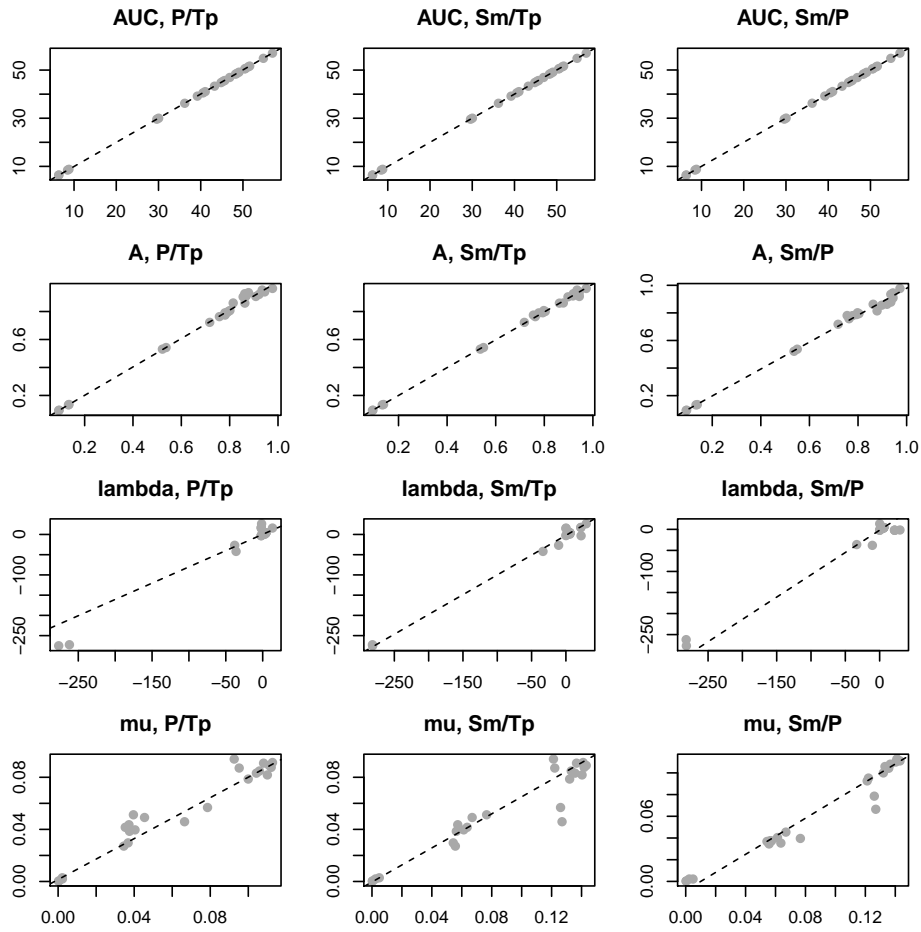 AUC, P/Tp AUC, Sm/Tp AUC, Sm/P
50 50 50
30 30 30
10 10 10
10 20 30 40 50 10 20 30 40 50 10 20 30 40 50
A, P/Tp A, Sm/Tp A, Sm/P
1.0
0.6 0.6 0.6
0.2 0.2 0.2
0.2 0.4 0.6 0.8 1.0 0.2 0.4 0.6 0.8 1.0 0.2 0.4 0.6 0.8 1.0
lambda, P/Tp lambda, Sm/Tp lambda, Sm/P
0 0 0
−100 −100 −100
−250 −250 −250
−250 −150 −50 0 −250 −150 −50 0 −250 −150 −50 0
mu, P/Tp mu, Sm/Tp mu, Sm/P
0.08 0.08
0.06
0.04 0.04
0.00 0.00 0.00
0.00 0.04 0.08 0.00 0.04 0.08 0.12 0.00 0.04 0.08 0.12